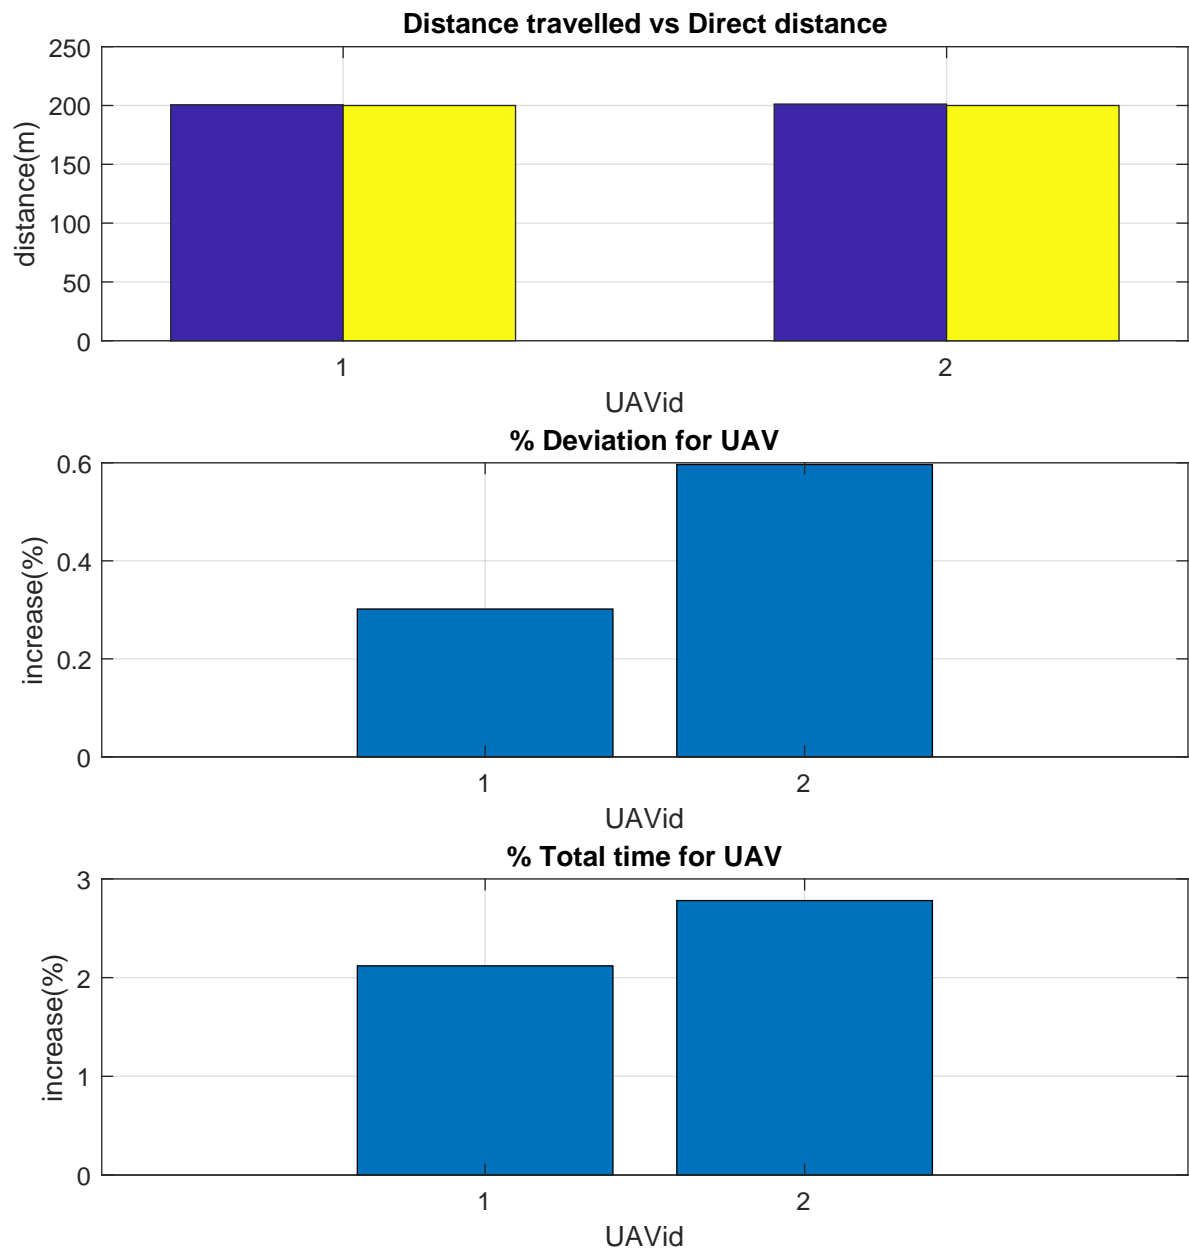 Distance travelled vs Direct distance
250
200
150
100
50
0
distance(m)
1 2
UAVid
% Deviation for UAV
0.6
0.4
0.2
0
increase(%)
1 2
UAVid
% Total time for UAV
3
2
1
0
increase(%)
1 2
UAVid